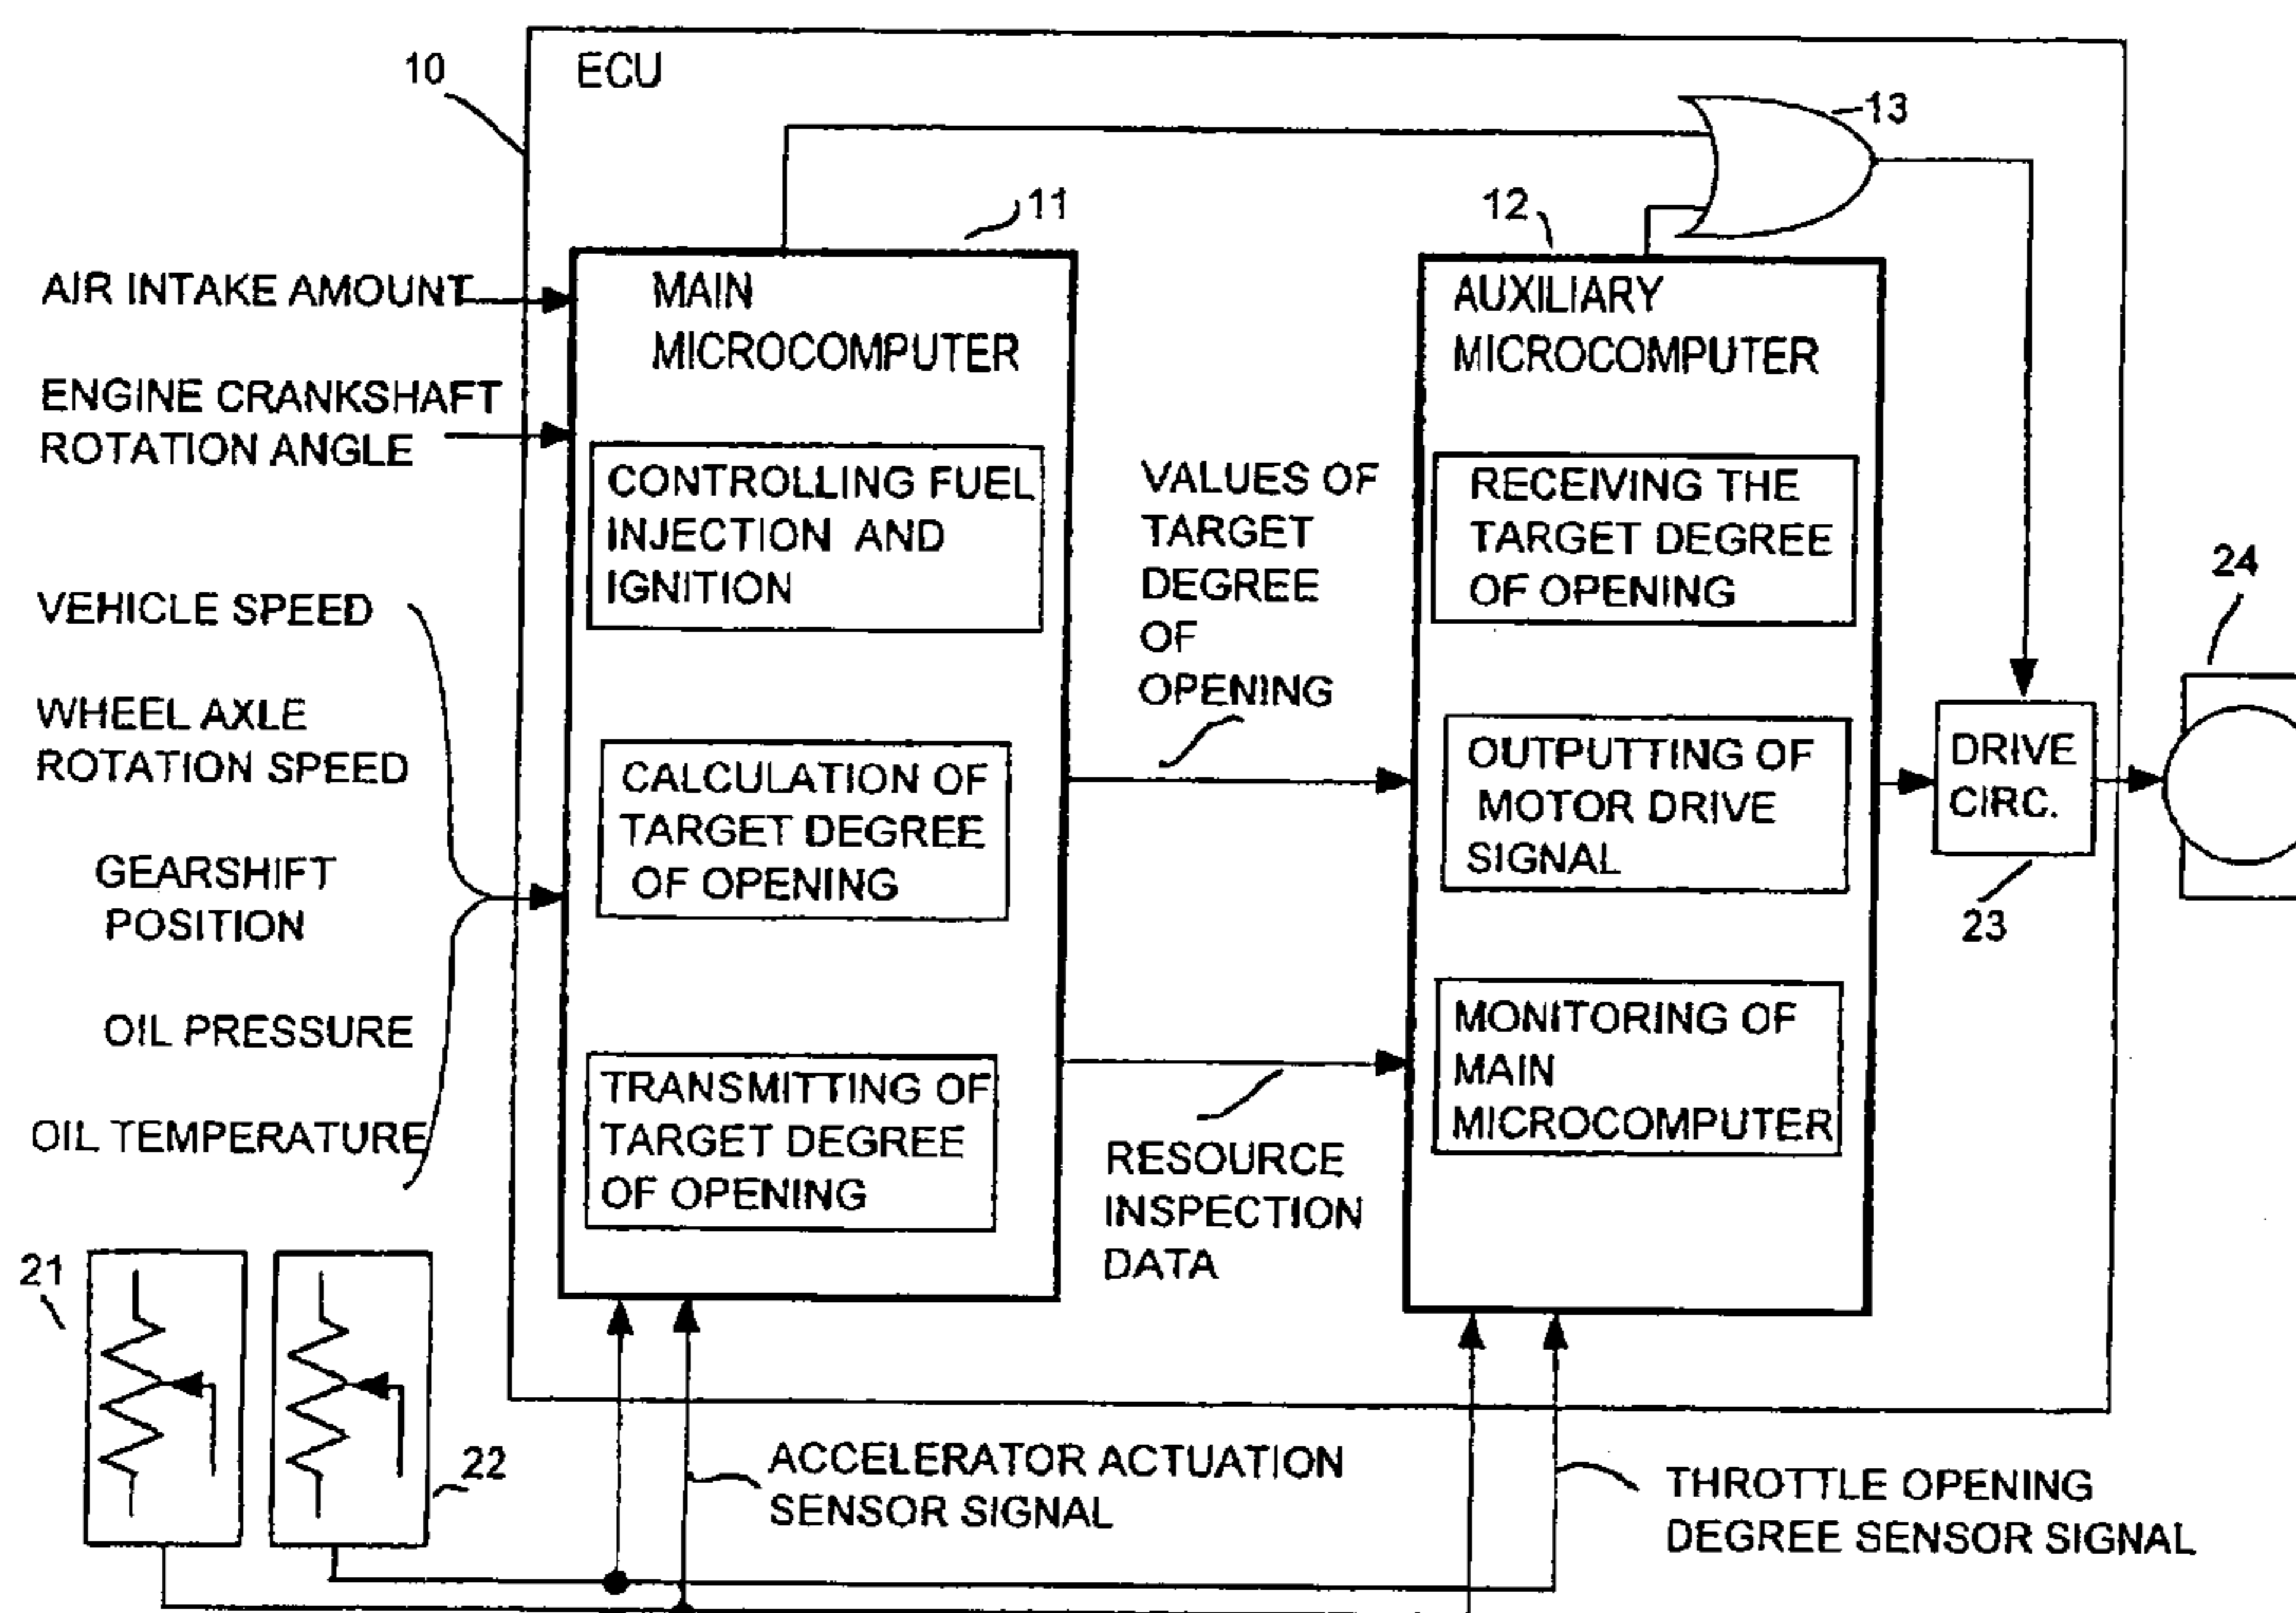 10
ECU
13
11
12
AIR INTAKE AMOUNT
ENGINE CRANKSHAFT
ROTATION ANGLE
VEHICLE SPEED
WHEEL AXLE
ROTATION SPEED
GEARSHIFT
POSITION
OIL PRESSURE
OIL TEMPERATURE
MAIN
MICROCOMPUTER
CONTROLLING FUEL
INJECTION AND
IGNITION
CALCULATION OF
TARGET DEGREE
OF OPENING
TRANSMITTING OF
TARGET DEGREE
OF OPENING
VALUES OF
TARGET
DEGREE
OF
OPENING
RESOURCE
INSPECTION
DATA
AUXILIARY
MICROCOMPUTER
RECEIVING THE
TARGET DEGREE
OF OPENING
OUTPUTTING OF
MOTOR DRIVE
SIGNAL
MONITORING OF
MAIN
MICROCOMPUTER
DRIVE
CIRC.
23
24
21
22
ACCELERATOR ACTUATION
SENSOR SIGNAL
THROTTLE OPENING
DEGREE SENSOR SIGNAL